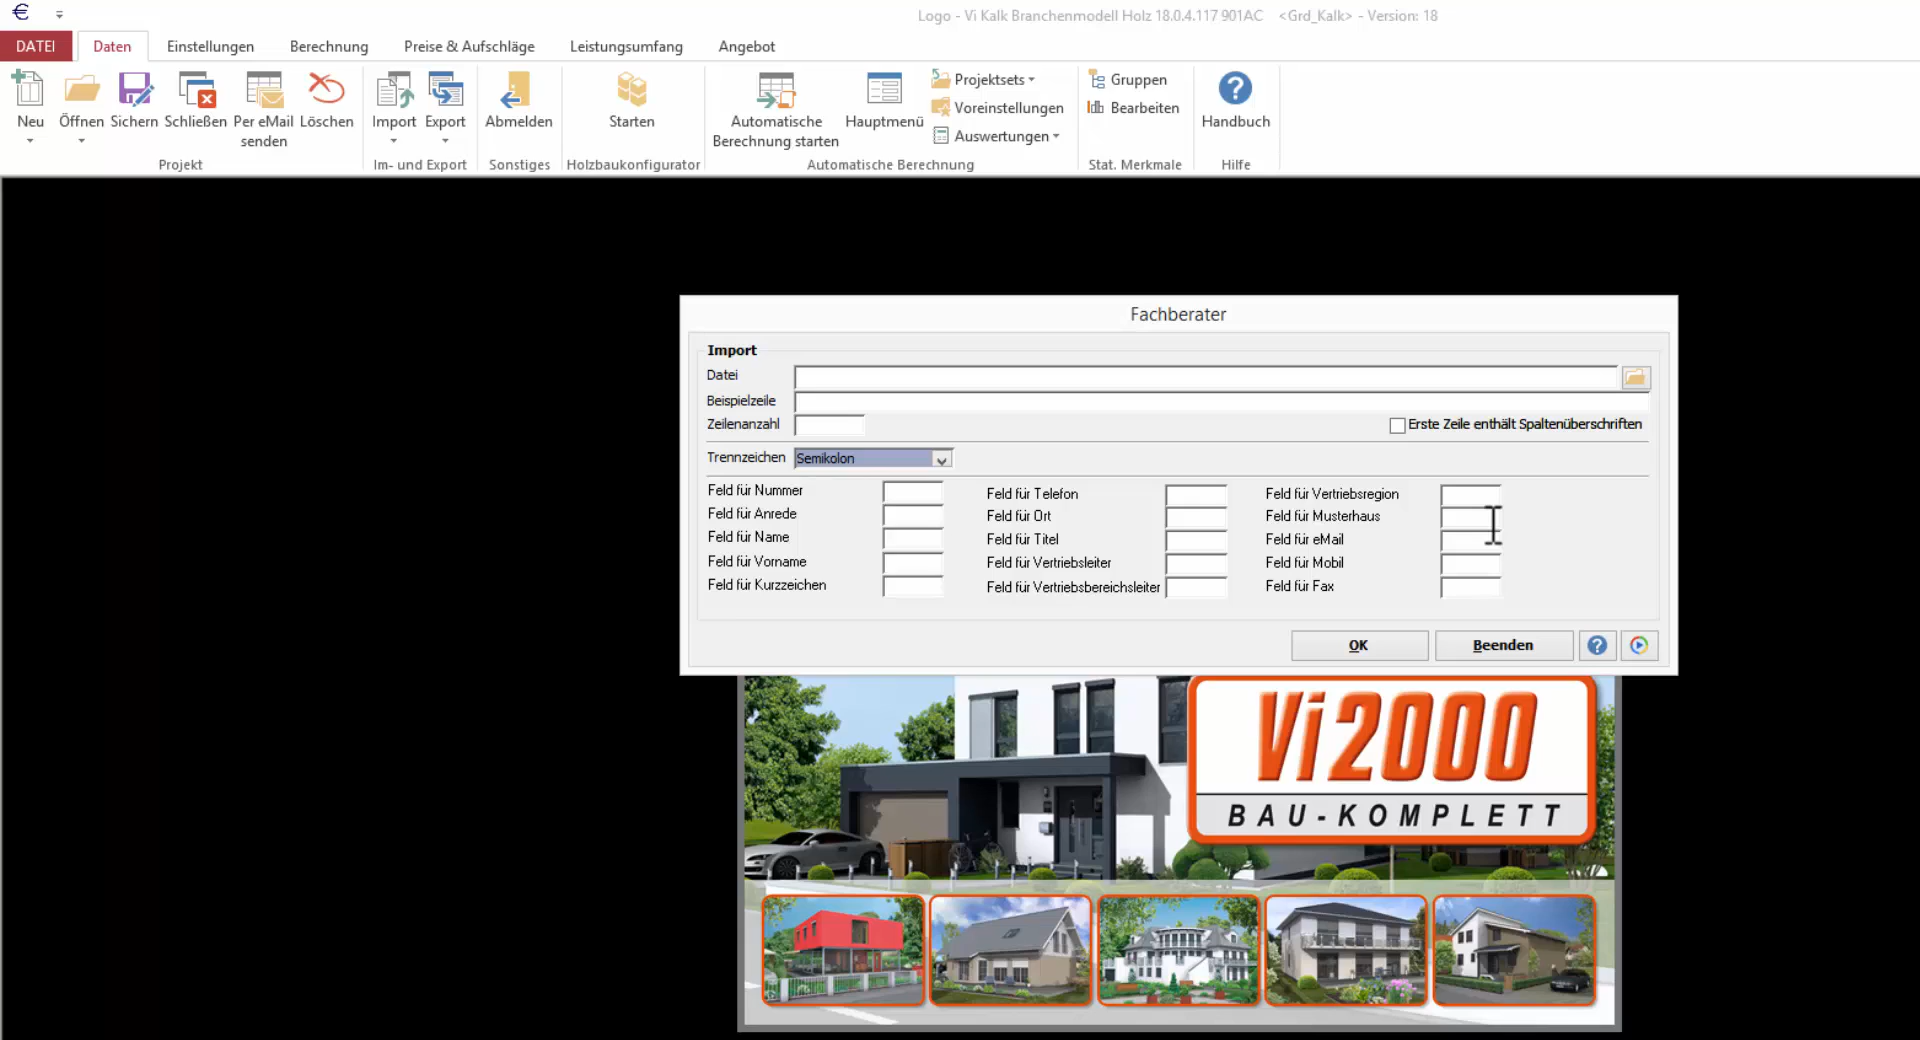 Logo - Vi Kalk Branchenmodell Holz 18.0.4.117 901AC <Grd_Kalk> - Version: 18
DATEI Daten Einstellungen Berechnung Preise & Aufschläge Leistungsumfang Angebot
Neu Öffnen Sichern Schließen Per eMail senden Löschen
Projekt
Import Export
Im- und Export
Abmelden
Sonstiges
Starten
Holzbaukonfigurator
Automatische Berechnung starten Hauptmenü
Projektsets
Voreinstellungen
Auswertungen
Automatische Berechnung
Gruppen
Bearbeiten
Stat. Merkmale
Handbuch
Hilfe
Fachberater
Import
Datei
Beispielzeile
Zeilenanzahl
Erste Zeile enthält Spaltenüberschriften
Trennzeichen Semikolon
Feld für Nummer Feld für Telefon Feld für Vertriebsregion
Feld für Anrede Feld für Ort Feld für Musterhaus
Feld für Name Feld für Titel Feld für eMail
Feld für Vorname Feld für Vertriebsleiter Feld für Mobil
Feld für Kurzzeichen Feld für Vertriebsbereichsleiter Feld für Fax
OK Beenden
Vi2000
BAU-KOMPLETT